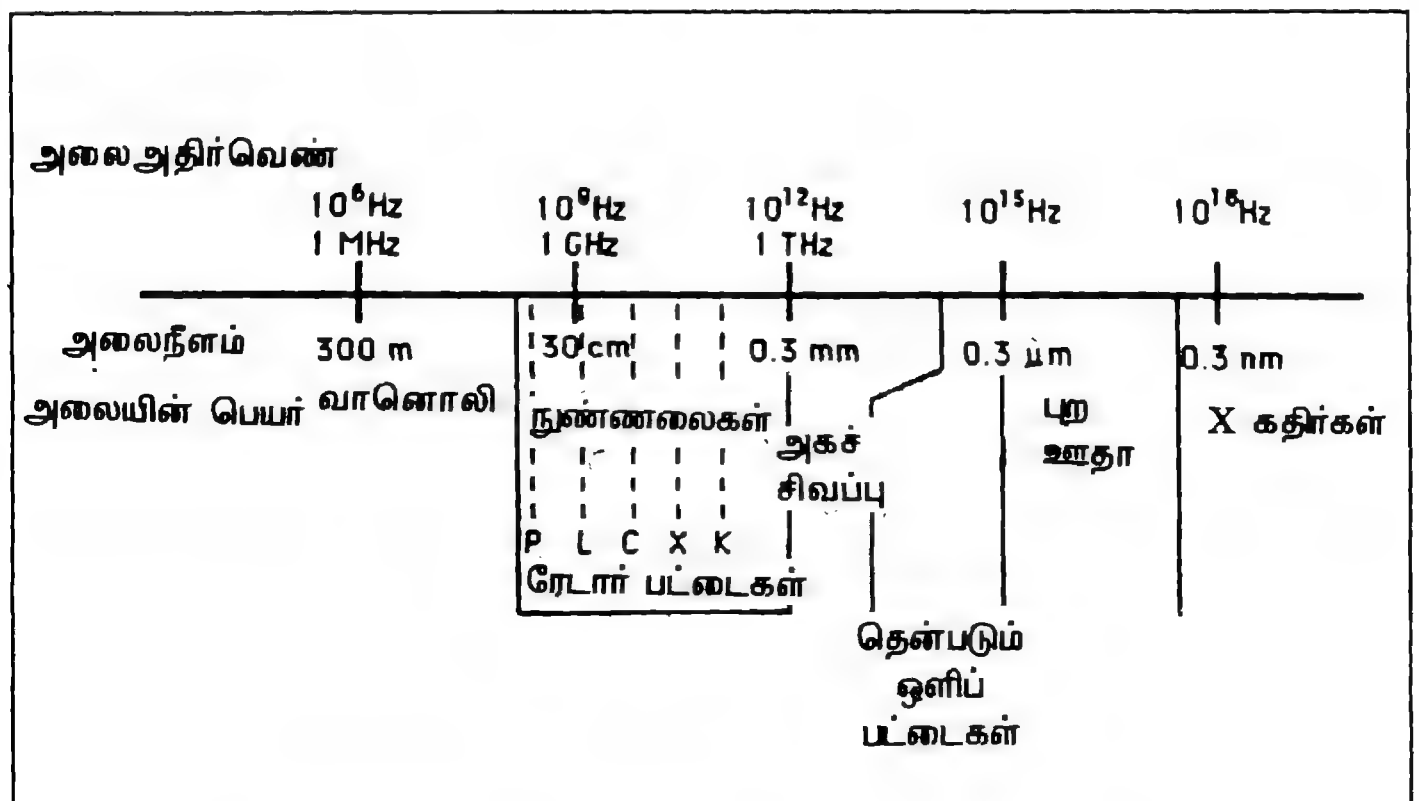 அலை அதிர்வெண்
10⁶Hz 10⁹Hz 10¹²Hz 10¹⁵Hz 10¹⁸Hz
1 MHz 1 GHz 1 THz
அலைநீளம் 300 m 30 cm 0.3 mm 0.3 µm 0.3 nm
அலையின் பெயர் வானொலி நுண்ணலைகள் அகச் சிவப்பு புற ஊதா X கதிர்கள்
P L C X K
ரேடார் பட்டைகள்
தென்படும்
ஒளிப்
பட்டைகள்